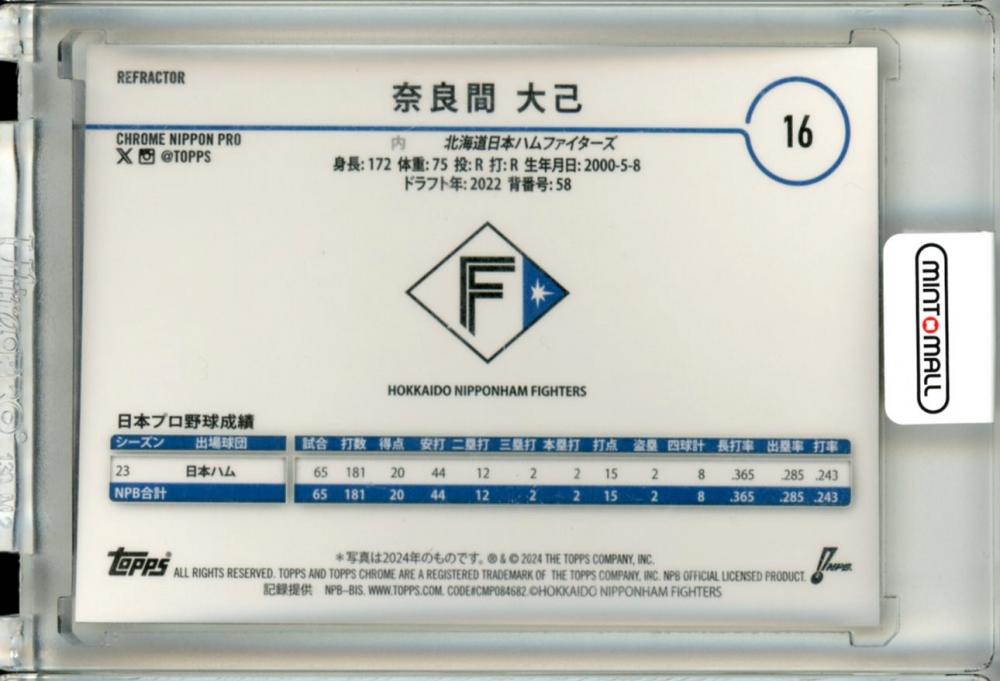 REFRACTOR
奈良間 大己
16
CHROME NIPPON PRO
@TOPPS
内 北海道日本ハムファイターズ
身長: 172 体重: 75 投: R 打: R 生年月日: 2000-5-8
ドラフト年: 2022 背番号: 58
F
HOKKAIDO NIPPONHAM FIGHTERS
日本プロ野球成績
シーズン 出場球団 試合 打数 得点 安打 二塁打 三塁打 本塁打 打点 盗塁 四球計 長打率 出塁率 打率
23 日本ハム 65 181 20 44 12 2 2 15 2 8 .365 .285 .243
NPB合計 65 181 20 44 12 2 2 15 2 8 .365 .285 .243
Topps
*写真は2024年のものです。 ® & © 2024 THE TOPPS COMPANY, INC.
ALL RIGHTS RESERVED. TOPPS AND TOPPS CHROME ARE A REGISTERED TRADEMARK OF THE TOPPS COMPANY, INC. NPB OFFICIAL LICENSED PRODUCT.
記録提供 NPB-BIS. WWW.TOPPS.COM. CODE#CMP084682.©HOKKAIDO NIPPONHAM FIGHTERS
NPB.
MINT MALL